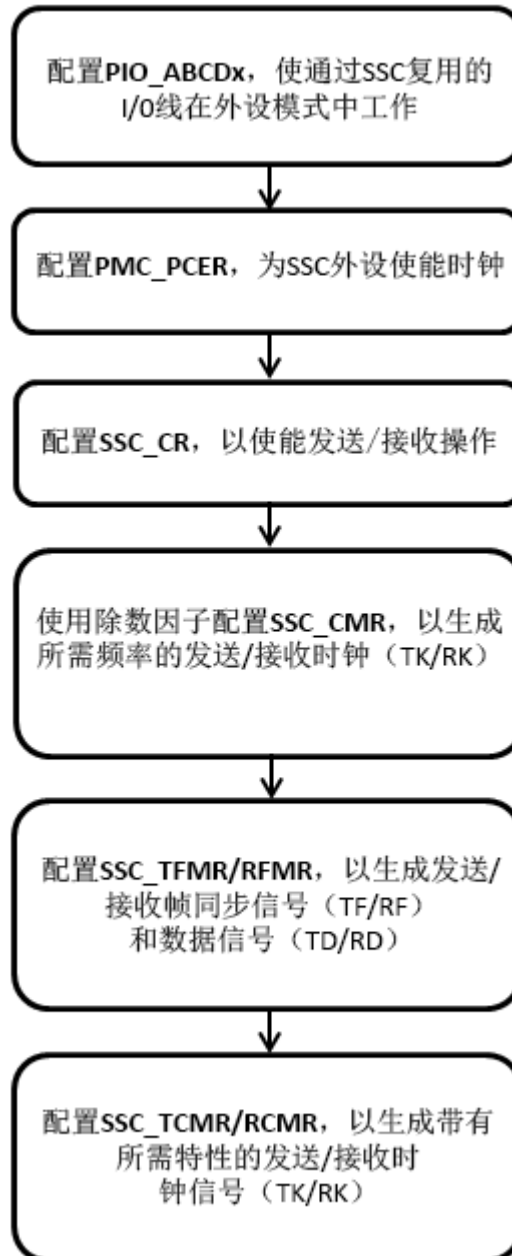 配置PIO_ABCDx，使通过SSC复用的
I/0线在外设模式中工作
配置PMC_PCER，为SSC外设使能时钟
配置SSC_CR，以使能发送/接收操作
使用除数因子配置SSC_CMR，以生成
所需频率的发送/接收时钟（TK/RK）
配置SSC_TFMR/RFMR，以生成发送/
接收帧同步信号（TF/RF）
和数据信号（TD/RD）
配置SSC_TCMR/RCMR，以生成带有
所需特性的发送/接收时
钟信号（TK/RK）